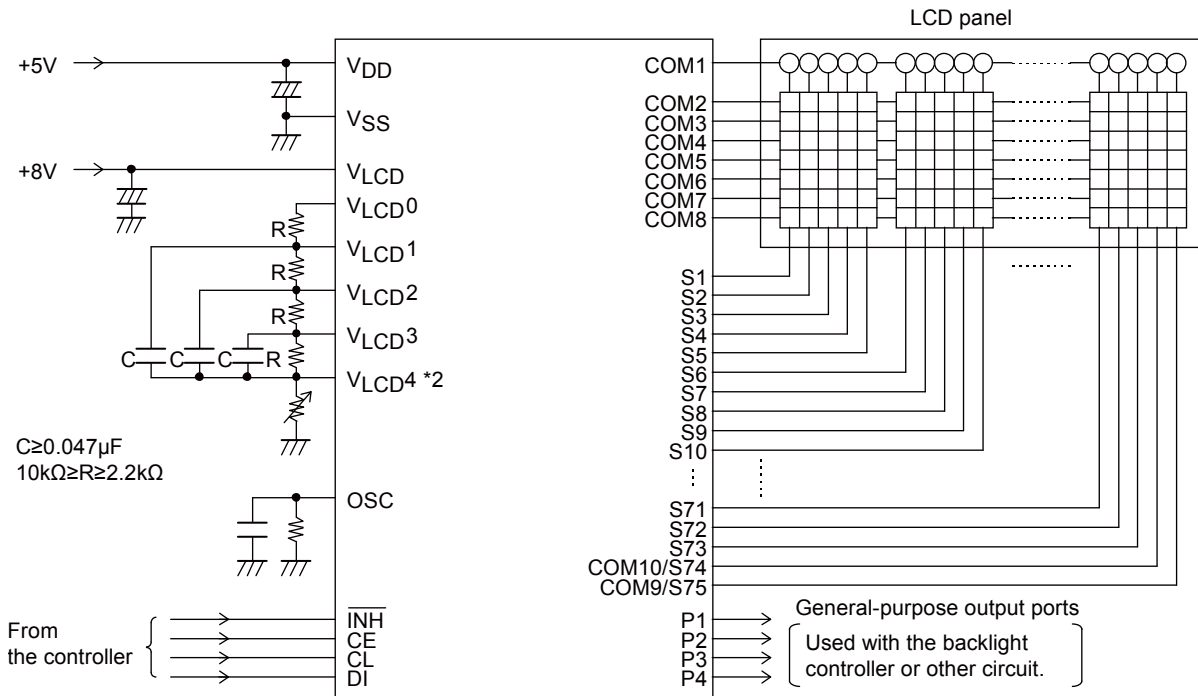 LCD panel
+5V
VDD
COM1
COM2
VSS
COM3
COM4
COM5
+8V
VLCD
COM6
COM7
VLCD0
COM8
R
VLCD1
R
S1
VLCD2
S2
R
S3
VLCD3
S4
C
C
C
R
S5
VLCD4 *2
S6
S7
S8
S9
C≥0.047µF
S10
10kΩ≥R≥2.2kΩ
OSC
S71
S72
S73
COM10/S74
COM9/S75
INH
P1
General-purpose output ports
From
the controller
CE
P2
Used with the backlight
controller or other circuit.
CL
P3
DI
P4